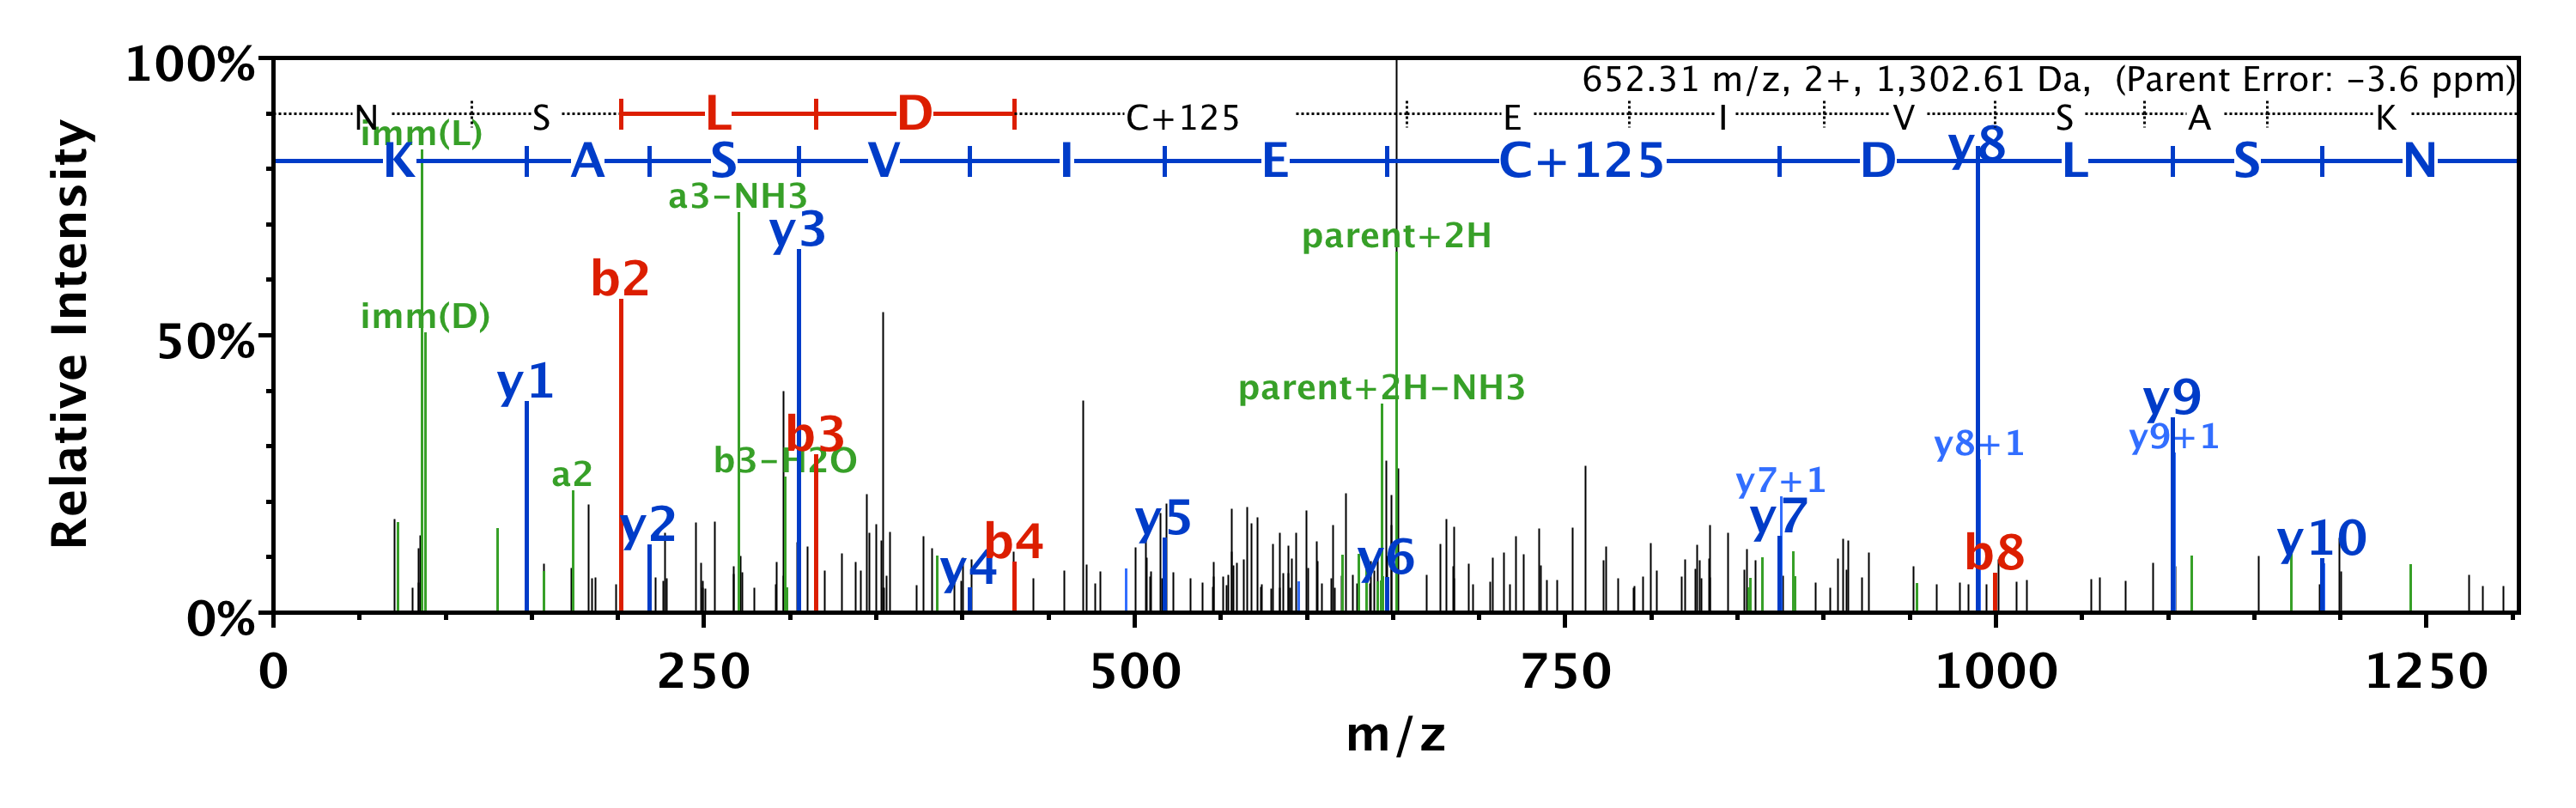 100%
652.31 m/z, 2+, 1,302.61 Da, (Parent Error: −3.6 ppm)
N S L D C+125 E I V S A K
imm(L)
K A S V I E C+125 D y8 L S N
a3−NH3
y3
parent+2H
b2
imm(D)
50%
y1
parent+2H−NH3
y9
b3
y9+1
y8+1
b3−H2O
a2
y7+1
y2
y5
y7
b4
y10
y6
b8
y4
0%
0 250 500 750 1000 1250
m/z
Relative Intensity